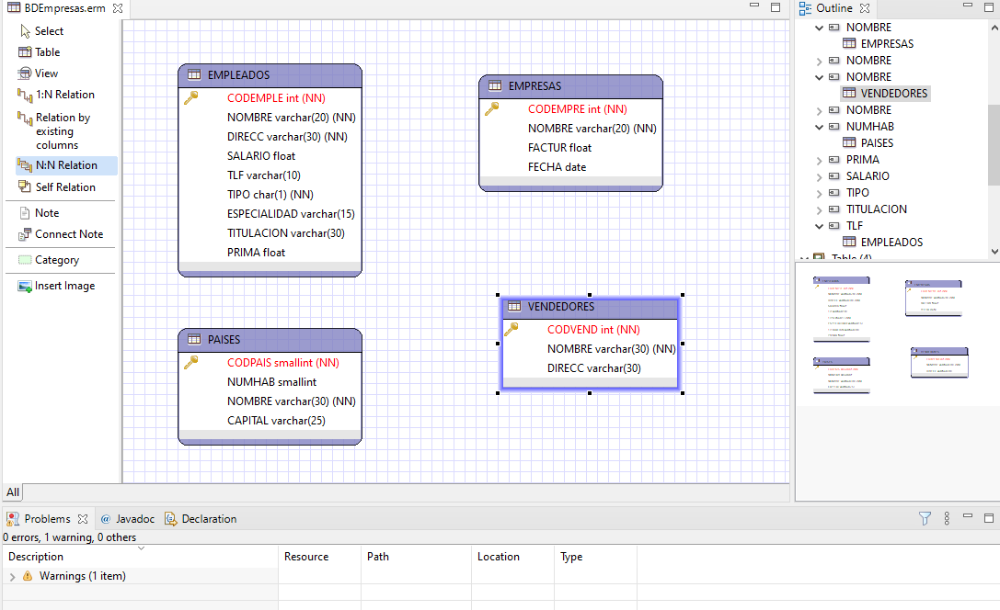 BDEmpresas.erm
Select
Table
View
1:N Relation
Relation by
existing
columns
N:N Relation
Self Relation
Note
Connect Note
Category
Insert Image
EMPLEADOS
CODEMPLE int (NN)
NOMBRE varchar(20) (NN)
DIRECC varchar(30) (NN)
SALARIO float
TLF varchar(10)
TIPO char(1) (NN)
ESPECIALIDAD varchar(15)
TITULACION varchar(30)
PRIMA float
EMPRESAS
CODEMPRE int (NN)
NOMBRE varchar(20) (NN)
FACTUR float
FECHA date
PAISES
CODPAIS smallint (NN)
NUMHAB smallint
NOMBRE varchar(30) (NN)
CAPITAL varchar(25)
VENDEDORES
CODVEND int (NN)
NOMBRE varchar(30) (NN)
DIRECC varchar(30)
All
Outline
NOMBRE
EMPRESAS
NOMBRE
NOMBRE
VENDEDORES
NOMBRE
NUMHAB
PAISES
PRIMA
SALARIO
TIPO
TITULACION
TLF
EMPLEADOS
Table (4)
Problems
@ Javadoc
Declaration
0 errors, 1 warning, 0 others
Description
Resource
Path
Location
Type
Warnings (1 item)